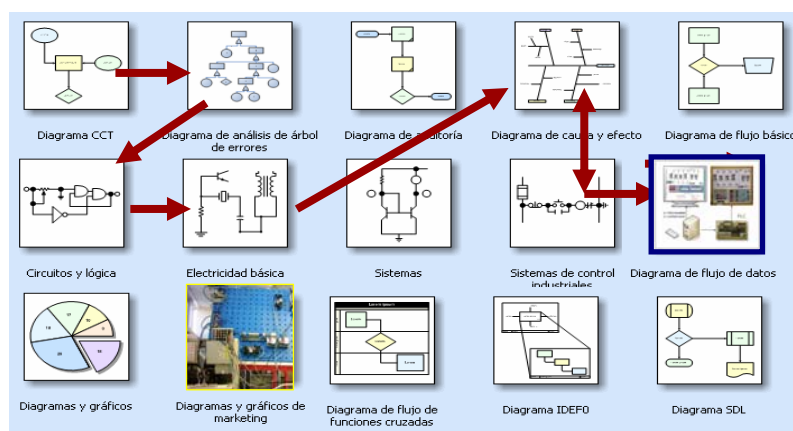 Diagrama CCT
Diagrama de análisis de árbol
de errores
Diagrama de auditoría
Diagrama de causa y efecto
Diagrama de flujo básico
Circuitos y lógica
Electricidad básica
Sistemas
Sistemas de control
industriales
Diagrama de flujo de datos
Diagramas y gráficos
Diagramas y gráficos de
marketing
Diagrama de flujo de
funciones cruzadas
Diagrama IDEF0
Diagrama SDL